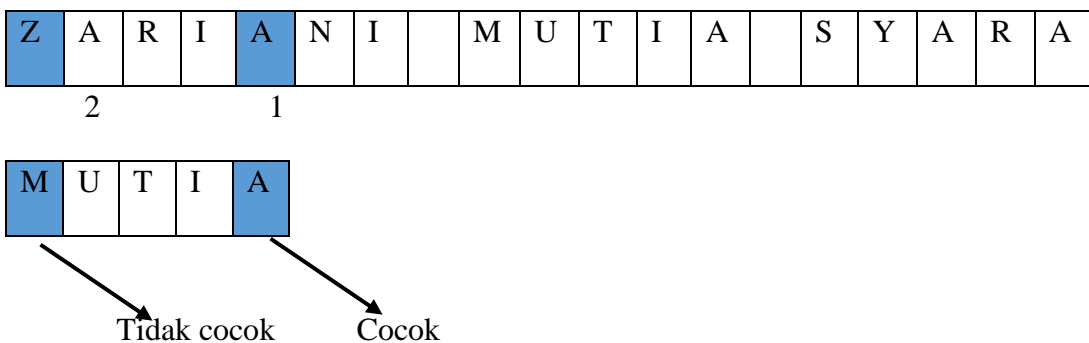 Z A R I A N I M U T I A S Y A R A
2 1
M U T I A
Tidak cocok Cocok